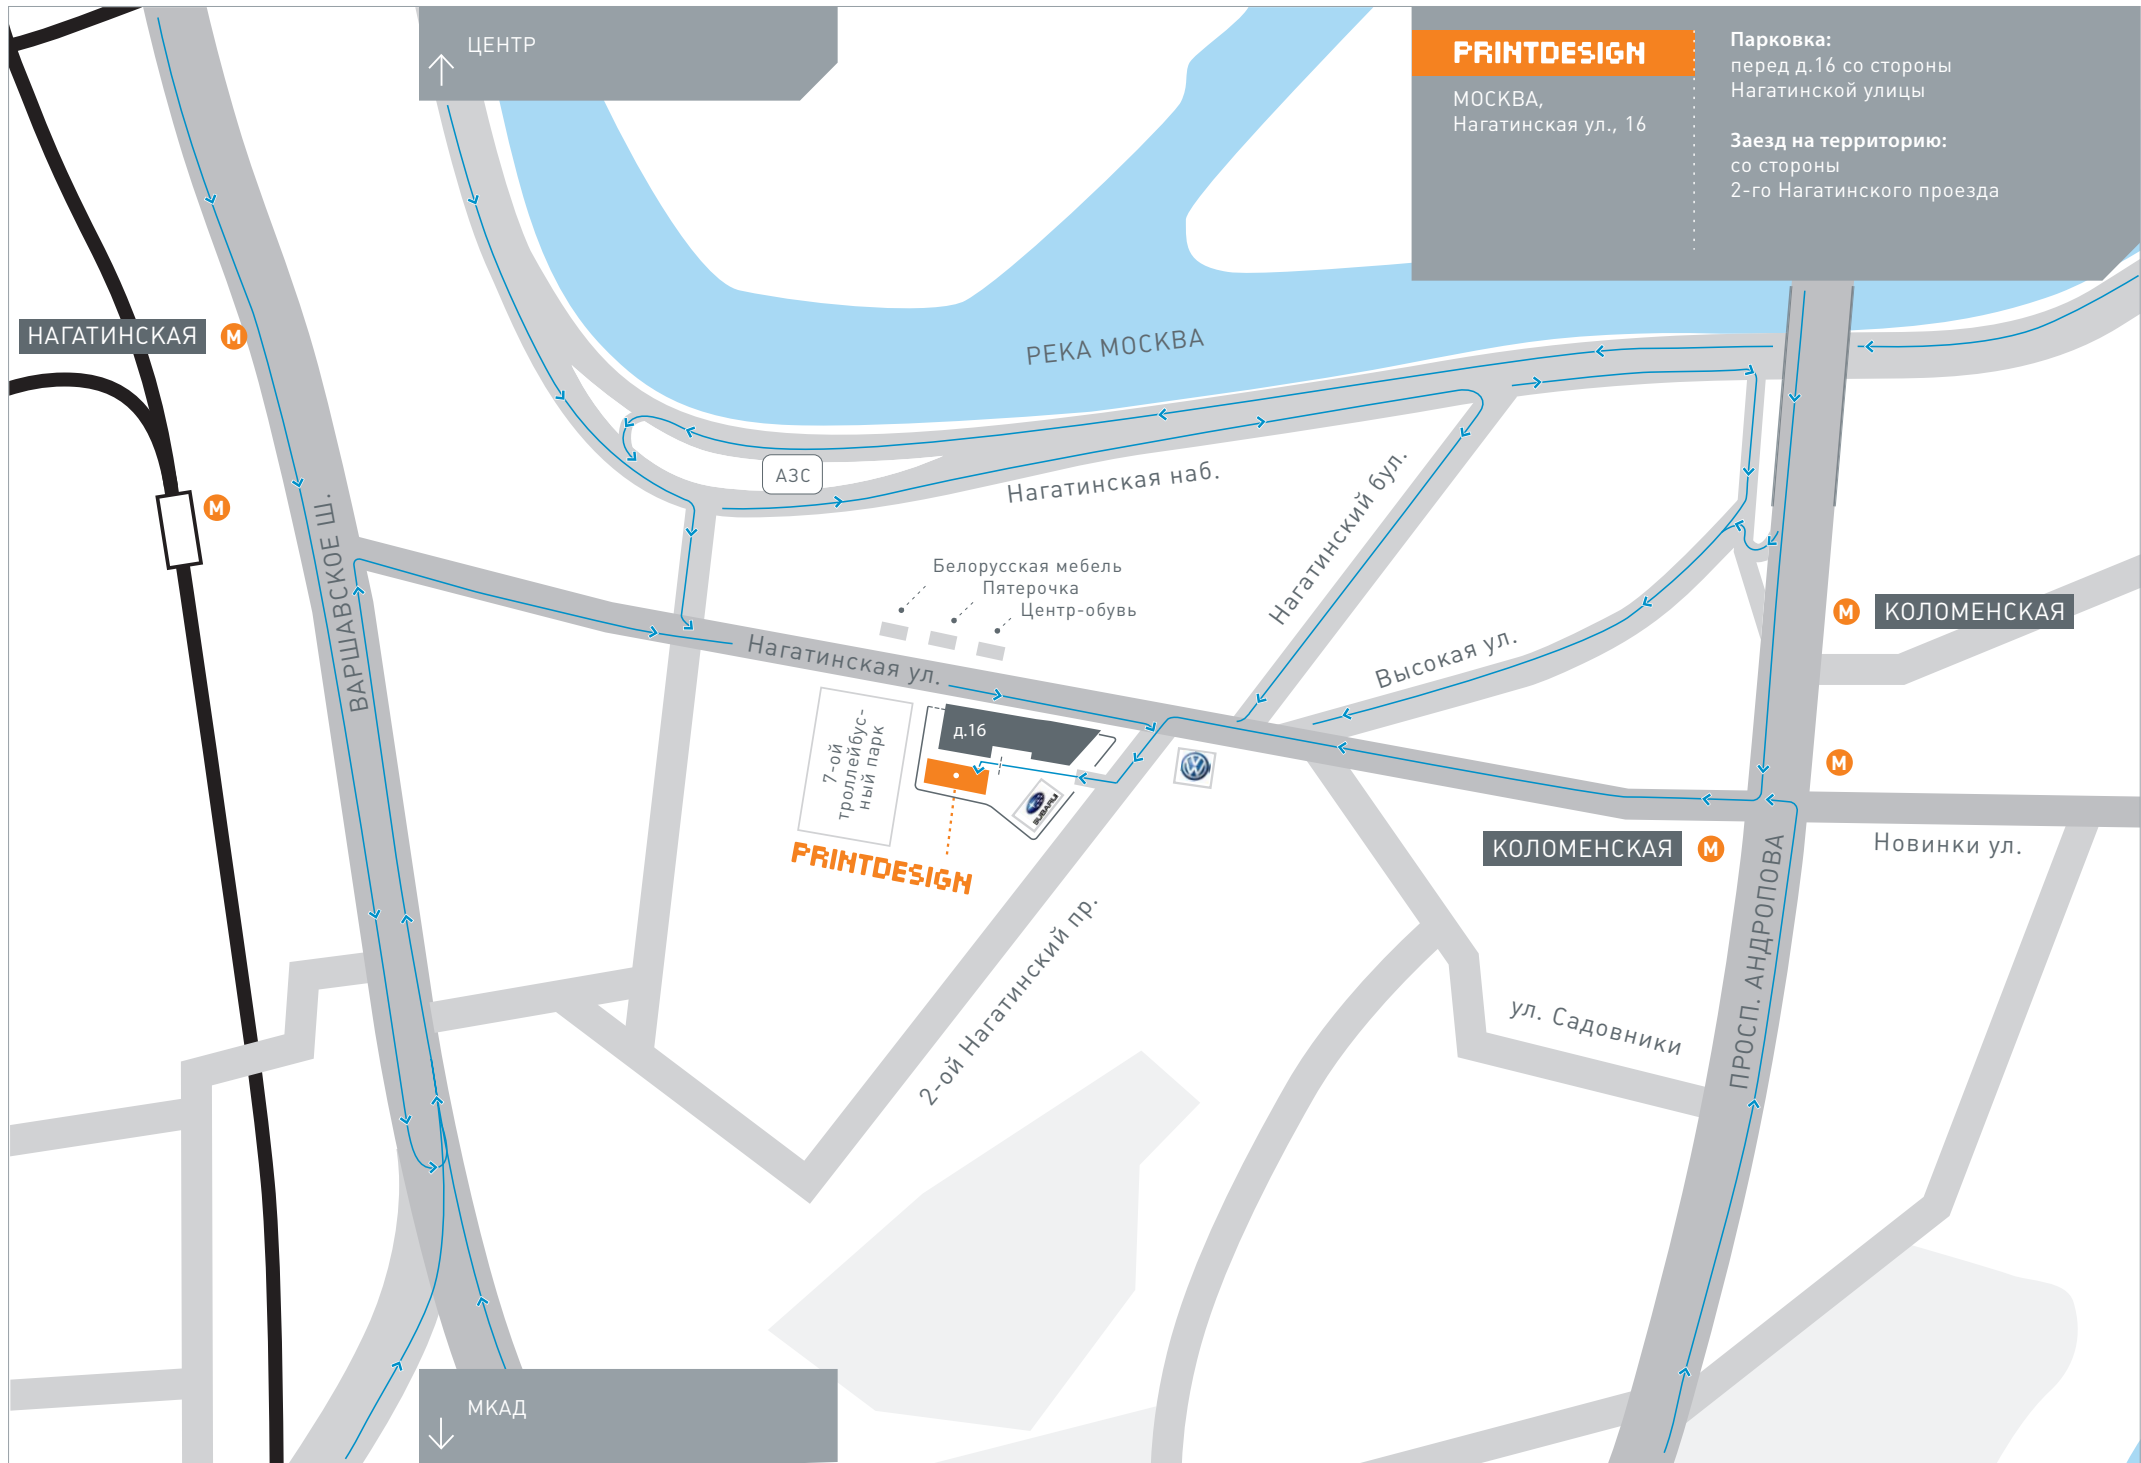 ЦЕНТР
PRINTDESIGN
МОСКВА,
Нагатинская ул., 16
Парковка:
перед д.16 со стороны
Нагатинской улицы
Заезд на территорию:
со стороны
2-го Нагатинского проезда
НАГАТИНСКАЯ
М
РЕКА МОСКВА
АЗС
Нагатинская наб.
М
ВАРШАВСКОЕ Ш.
Нагатинский бул.
Белорусская мебель
Пятерочка
Центр-обувь
М
КОЛОМЕНСКАЯ
Нагатинская ул.
Высокая ул.
д.16
7-ой
троллейбус-
ный парк
SUBARU
М
PRINTDESIGN
КОЛОМЕНСКАЯ
М
Новинки ул.
2-ой Нагатинский пр.
ул. Садовники
ПРОСП. АНДРОПОВА
МКАД